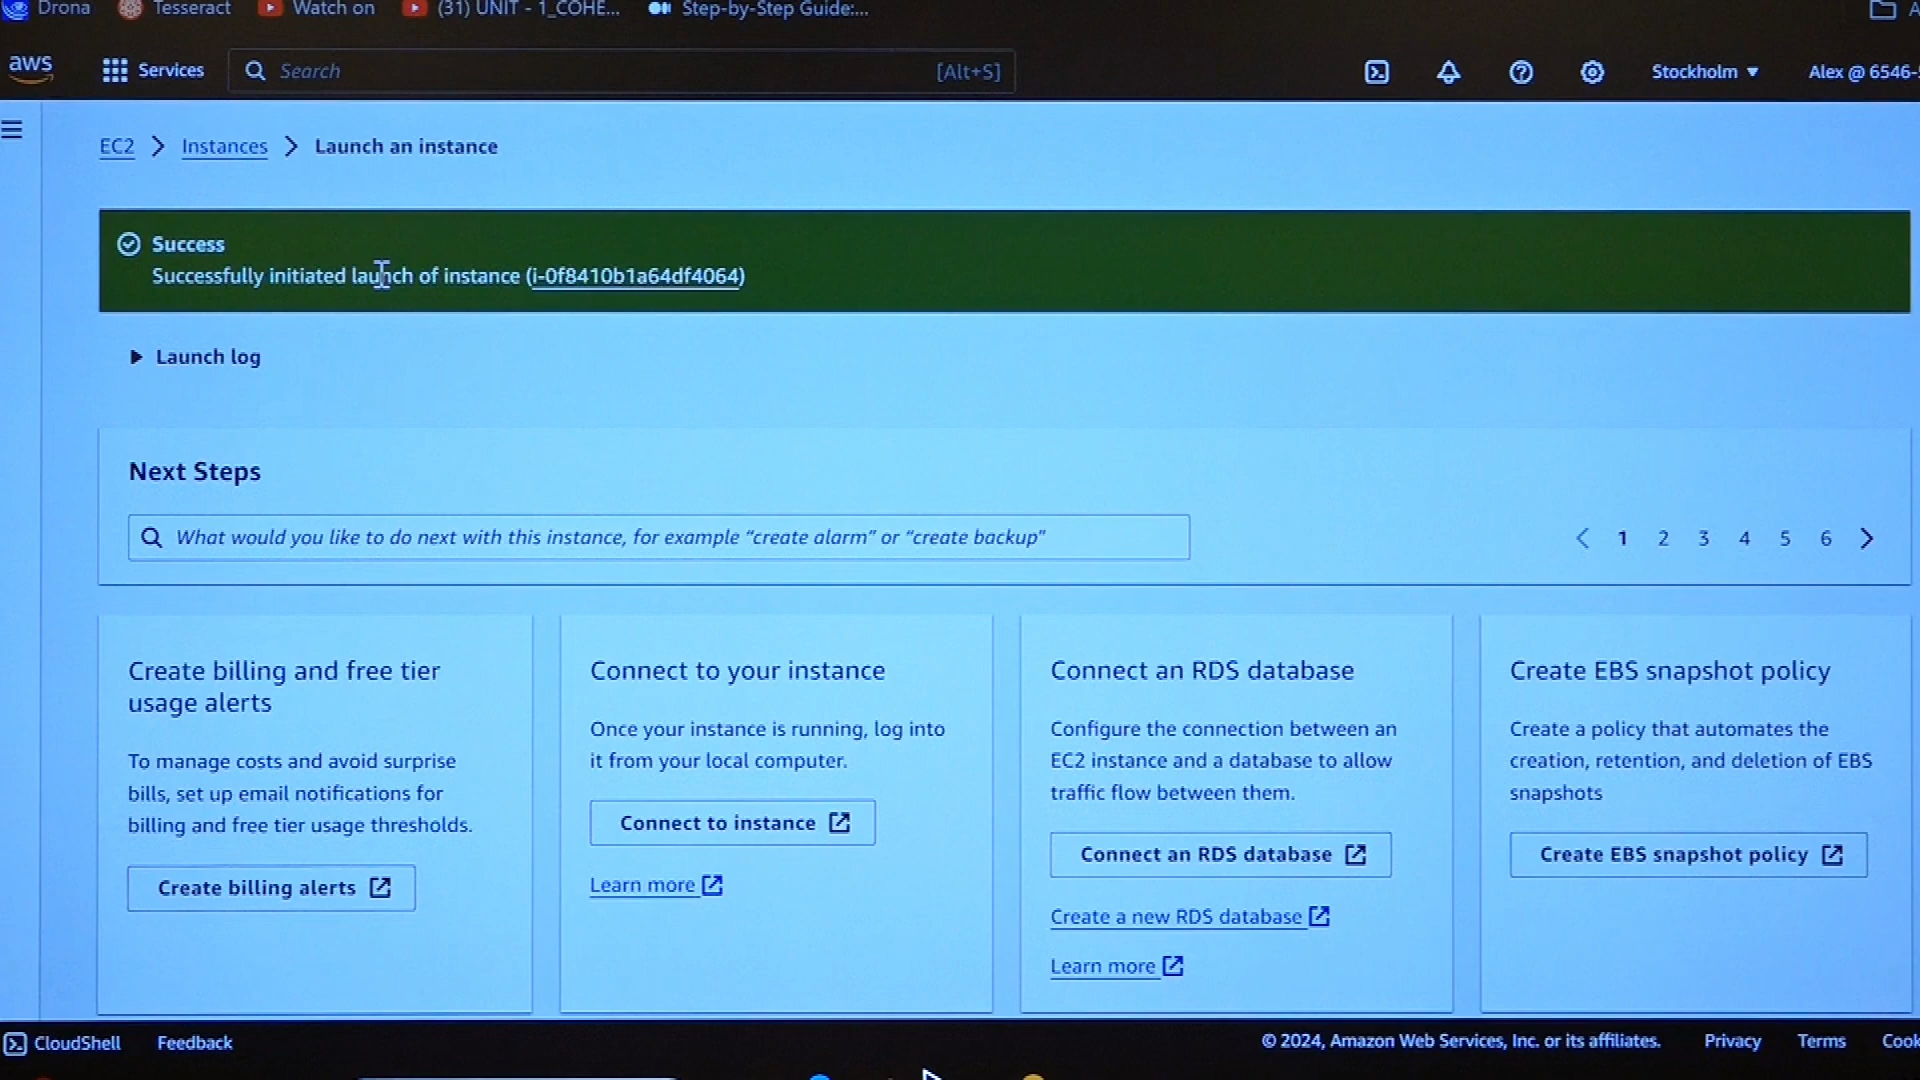 Drona
Tesseract
Watch on
(31) UNIT - 1_COHE...
Step-by-Step Guide:...
A
aws
Services
Search
[Alt+S]
Stockholm
Alex @ 6546-5
EC2
Instances
Launch an instance
Success
Successfully initiated launch of instance (i-0f8410b1a64df4064)
Launch log
Next Steps
What would you like to do next with this instance, for example “create alarm” or “create backup”
1
2
3
4
5
6
Create billing and free tier
usage alerts
To manage costs and avoid surprise
bills, set up email notifications for
billing and free tier usage thresholds.
Create billing alerts
Connect to your instance
Once your instance is running, log into
it from your local computer.
Connect to instance
Learn more
Connect an RDS database
Configure the connection between an
EC2 instance and a database to allow
traffic flow between them.
Connect an RDS database
Create a new RDS database
Learn more
Create EBS snapshot policy
Create a policy that automates the
creation, retention, and deletion of EBS
snapshots
Create EBS snapshot policy
CloudShell
Feedback
© 2024, Amazon Web Services, Inc. or its affiliates.
Privacy
Terms
Cook